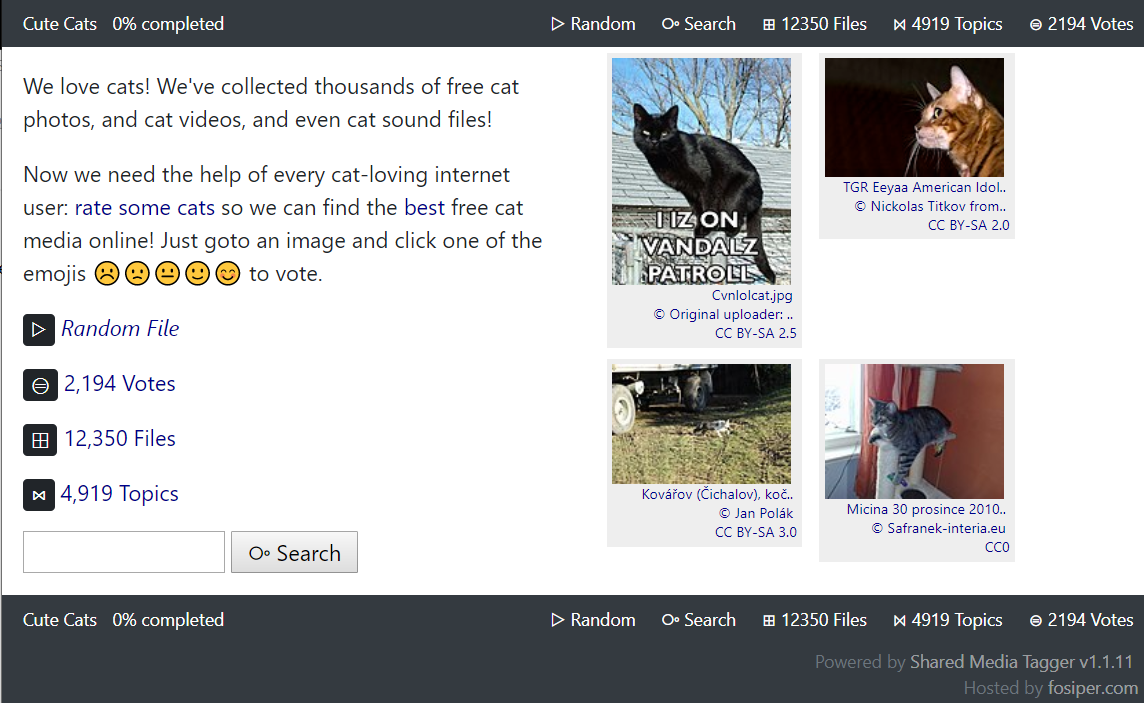 Cute Cats 0% completed ▷ Random Search ⊞ 12350 Files ⋈ 4919 Topics ⊜ 2194 Votes
We love cats! We've collected thousands of free cat
photos, and cat videos, and even cat sound files!
Now we need the help of every cat-loving internet
user: rate some cats so we can find the best free cat
media online! Just goto an image and click one of the
emojis ☹️🙁😐🙂😊 to vote.
▷ Random File
⊜ 2,194 Votes
⊞ 12,350 Files
⋈ 4,919 Topics
Search
I IZ ON
VANDALZ
PATROLL
Cvnlolcat.jpg
© Original uploader: ..
CC BY-SA 2.5
TGR Eeyaa American Idol..
© Nickolas Titkov from..
CC BY-SA 2.0
Kovářov (Čichalov), koč..
© Jan Polák
CC BY-SA 3.0
Micina 30 prosince 2010..
© Safranek-interia.eu
CC0
Cute Cats 0% completed ▷ Random Search ⊞ 12350 Files ⋈ 4919 Topics ⊜ 2194 Votes
Powered by Shared Media Tagger v1.1.11
Hosted by fosiper.com